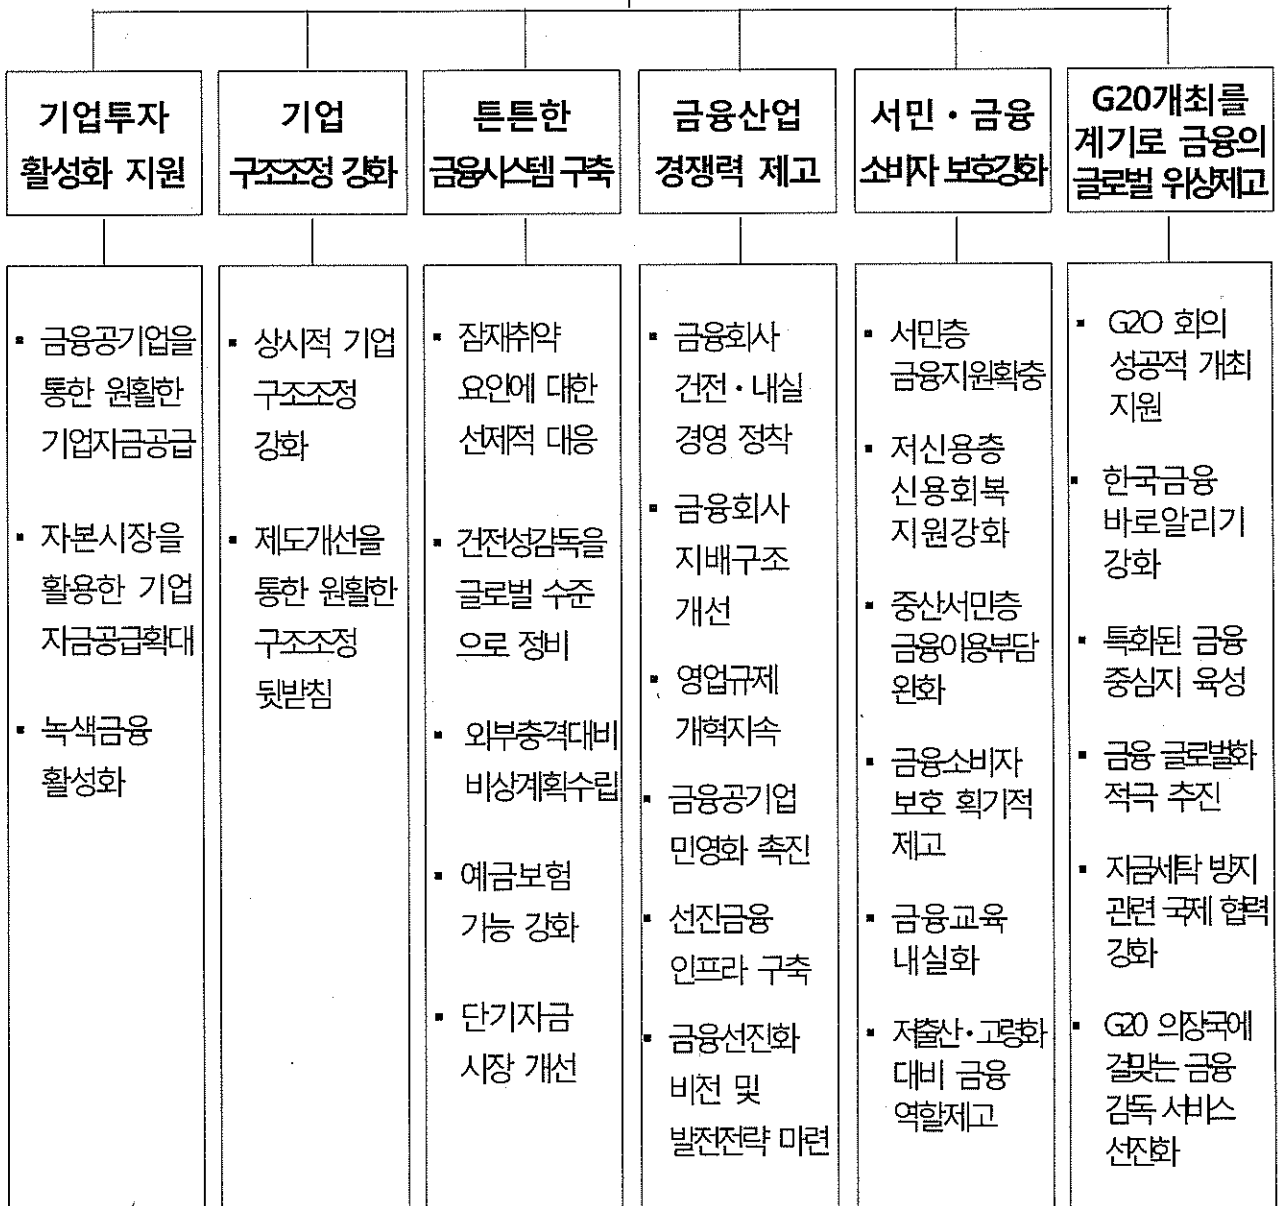 기업투자
활성화 지원
기업
구조조정 강화
튼튼한
금융시스템 구축
금융산업
경쟁력 제고
서민・금융
소비자 보호강화
G20개최를
계기로 금융의
글로벌 위상제고
▪ 금융공기업을
통한 원활한
기업자금공급
▪ 자본시장을
활용한 기업
자금공급확대
▪ 녹색금융
활성화
▪ 상시적 기업
구조조정
강화
▪ 제도개선을
통한 원활한
구조조정
뒷받침
▪ 잠재취약
요인에 대한
선제적 대응
▪ 건전성감독을
글로벌 수준
으로 정비
▪ 외부충격대비
비상계획수립
▪ 예금보험
기능 강화
▪ 단기자금
시장 개선
▪ 금융회사
건전・내실
경영 정착
▪ 금융회사
지배구조
개선
▪ 영업규제
개혁지속
▪ 금융공기업
민영화 촉진
▪ 선진금융
인프라 구축
▪ 금융선진화
비전 및
발전전략 마련
▪ 서민층
금융지원확충
▪ 저신용층
신용회복
지원강화
▪ 중산서민층
금융이용부담
완화
▪ 금융소비자
보호 획기적
제고
▪ 금융교육
내실화
▪ 저출산・고령화
대비 금융
역할제고
▪ G20 회의
성공적 개최
지원
▪ 한국금융
바로알리기
강화
▪ 특화된 금융
중심지 육성
▪ 금융 글로벌화
적극 추진
▪ 자금세탁 방지
관련 국제 협력
강화
▪ G20 의장국에
걸맞는 금융
감독 서비스
선진화